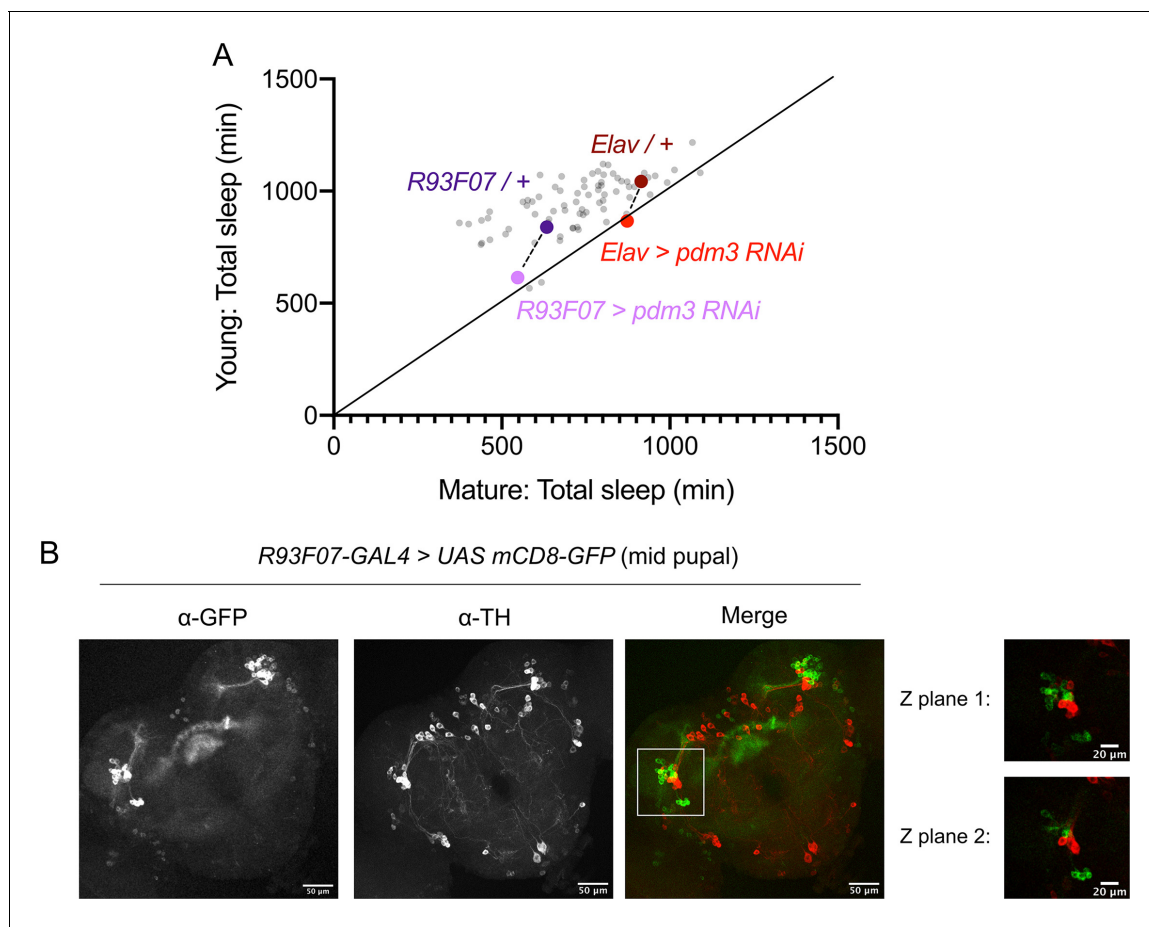 A
Young: Total sleep (min)
1500
1000
500
0
Elav / +
R93F07 / +
Elav > pdm3 RNAi
R93F07 > pdm3 RNAi
0 500 1000 1500
Mature: Total sleep (min)
B
R93F07-GAL4 > UAS mCD8-GFP (mid pupal)
α-GFP α-TH Merge
Z plane 1:
20 µm
Z plane 2:
50 µm 50 µm 50 µm 20 µm